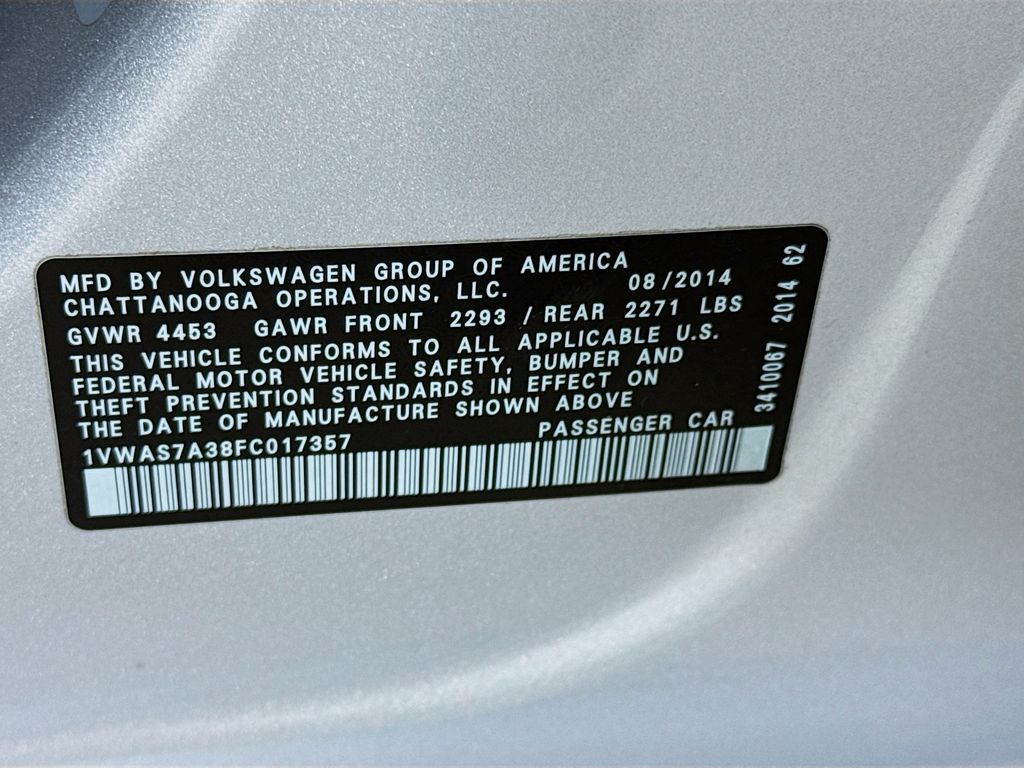 MFD BY VOLKSWAGEN GROUP OF AMERICA
CHATTANOOGA OPERATIONS, LLC. 08/2014
GVWR 4453 GAWR FRONT 2293 / REAR 2271 LBS
THIS VEHICLE CONFORMS TO ALL APPLICABLE U.S.
FEDERAL MOTOR VEHICLE SAFETY, BUMPER AND
THEFT PREVENTION STANDARDS IN EFFECT ON
THE DATE OF MANUFACTURE SHOWN ABOVE
1VWAS7A38FC017357 PASSENGER CAR
3410067 2014 62